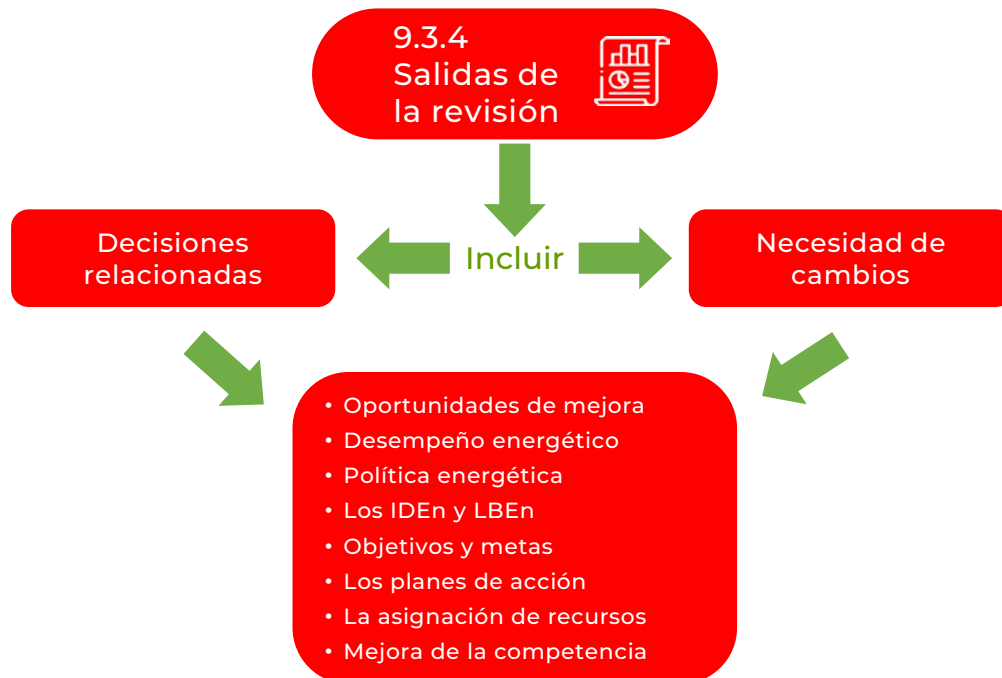 9.3.4
Salidas de
la revisión
Decisiones
relacionadas
Incluir
Necesidad de
cambios
• Oportunidades de mejora
• Desempeño energético
• Política energética
• Los IDEn y LBEn
• Objetivos y metas
• Los planes de acción
• La asignación de recursos
• Mejora de la competencia